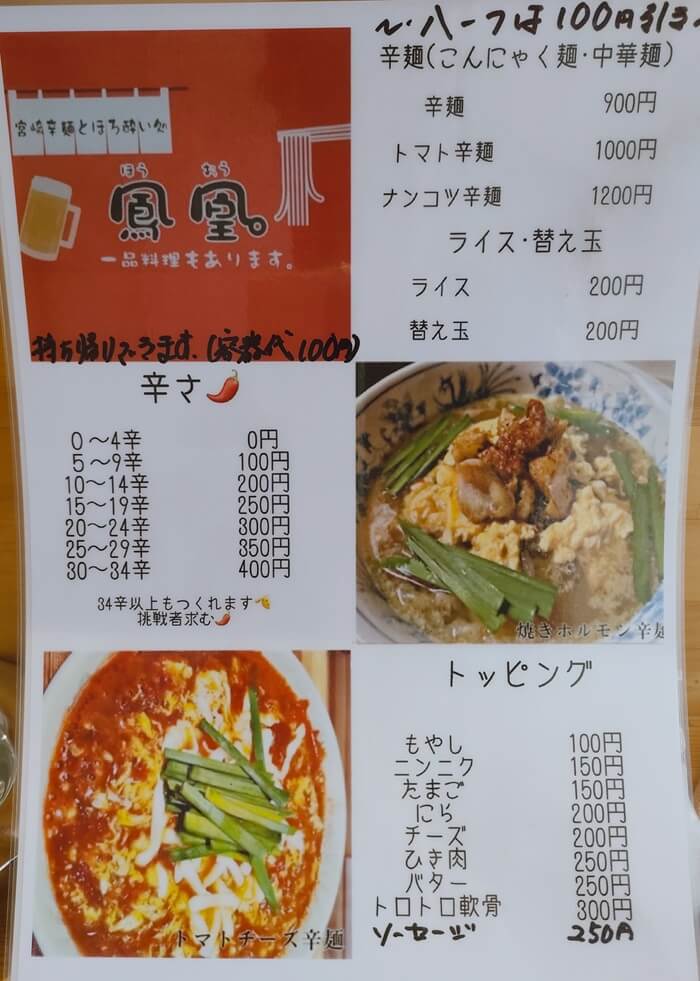 宮崎辛麺とほろ酔い処
ほう おう
鳳凰。
一品料理もあります。
持ち帰りできます.(容器代100円)
ハーフは100円引き
辛麺(こんにゃく麺・中華麺)
辛麺 900円
トマト辛麺 1000円
ナンコツ辛麺 1200円
ライス・替え玉
ライス 200円
替え玉 200円
辛さ
0〜4辛 0円
5〜9辛 100円
10〜14辛 200円
15〜19辛 250円
20〜24辛 300円
25〜29辛 350円
30〜34辛 400円
34辛以上もつくれます
挑戦者求む
焼きホルモン辛麺
トマトチーズ辛麺
トッピング
もやし 100円
ニンニク 150円
たまご 150円
にら 200円
チーズ 200円
ひき肉 250円
バター 250円
トロトロ軟骨 300円
ソーセージ 250円